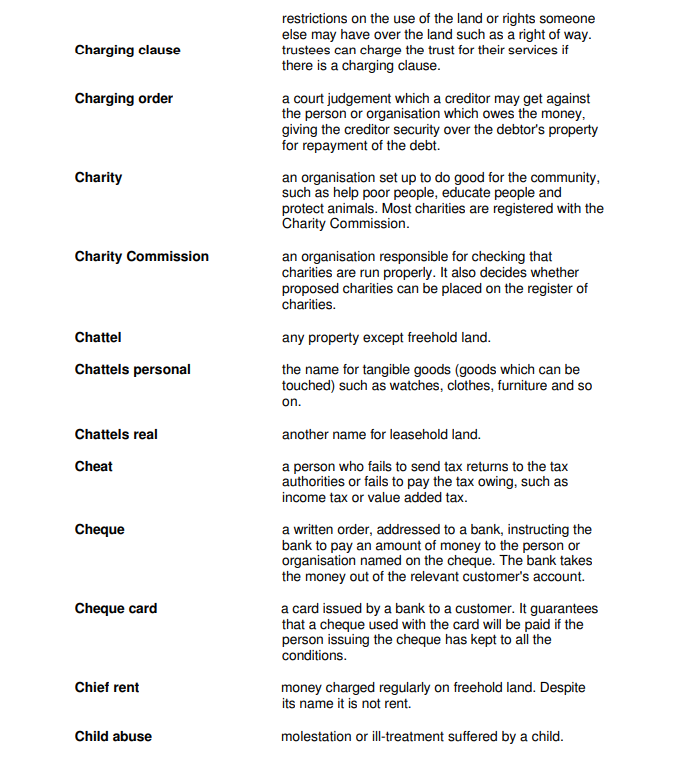 restrictions on the use of the land or rights someone
else may have over the land such as a right of way.
Charging clause trustees can charge the trust for their services if
there is a charging clause.
Charging order a court judgement which a creditor may get against
the person or organisation which owes the money,
giving the creditor security over the debtor's property
for repayment of the debt.
Charity an organisation set up to do good for the community,
such as help poor people, educate people and
protect animals. Most charities are registered with the
Charity Commission.
Charity Commission an organisation responsible for checking that
charities are run properly. It also decides whether
proposed charities can be placed on the register of
charities.
Chattel any property except freehold land.
Chattels personal the name for tangible goods (goods which can be
touched) such as watches, clothes, furniture and so
on.
Chattels real another name for leasehold land.
Cheat a person who fails to send tax returns to the tax
authorities or fails to pay the tax owing, such as
income tax or value added tax.
Cheque a written order, addressed to a bank, instructing the
bank to pay an amount of money to the person or
organisation named on the cheque. The bank takes
the money out of the relevant customer's account.
Cheque card a card issued by a bank to a customer. It guarantees
that a cheque used with the card will be paid if the
person issuing the cheque has kept to all the
conditions.
Chief rent money charged regularly on freehold land. Despite
its name it is not rent.
Child abuse molestation or ill-treatment suffered by a child.